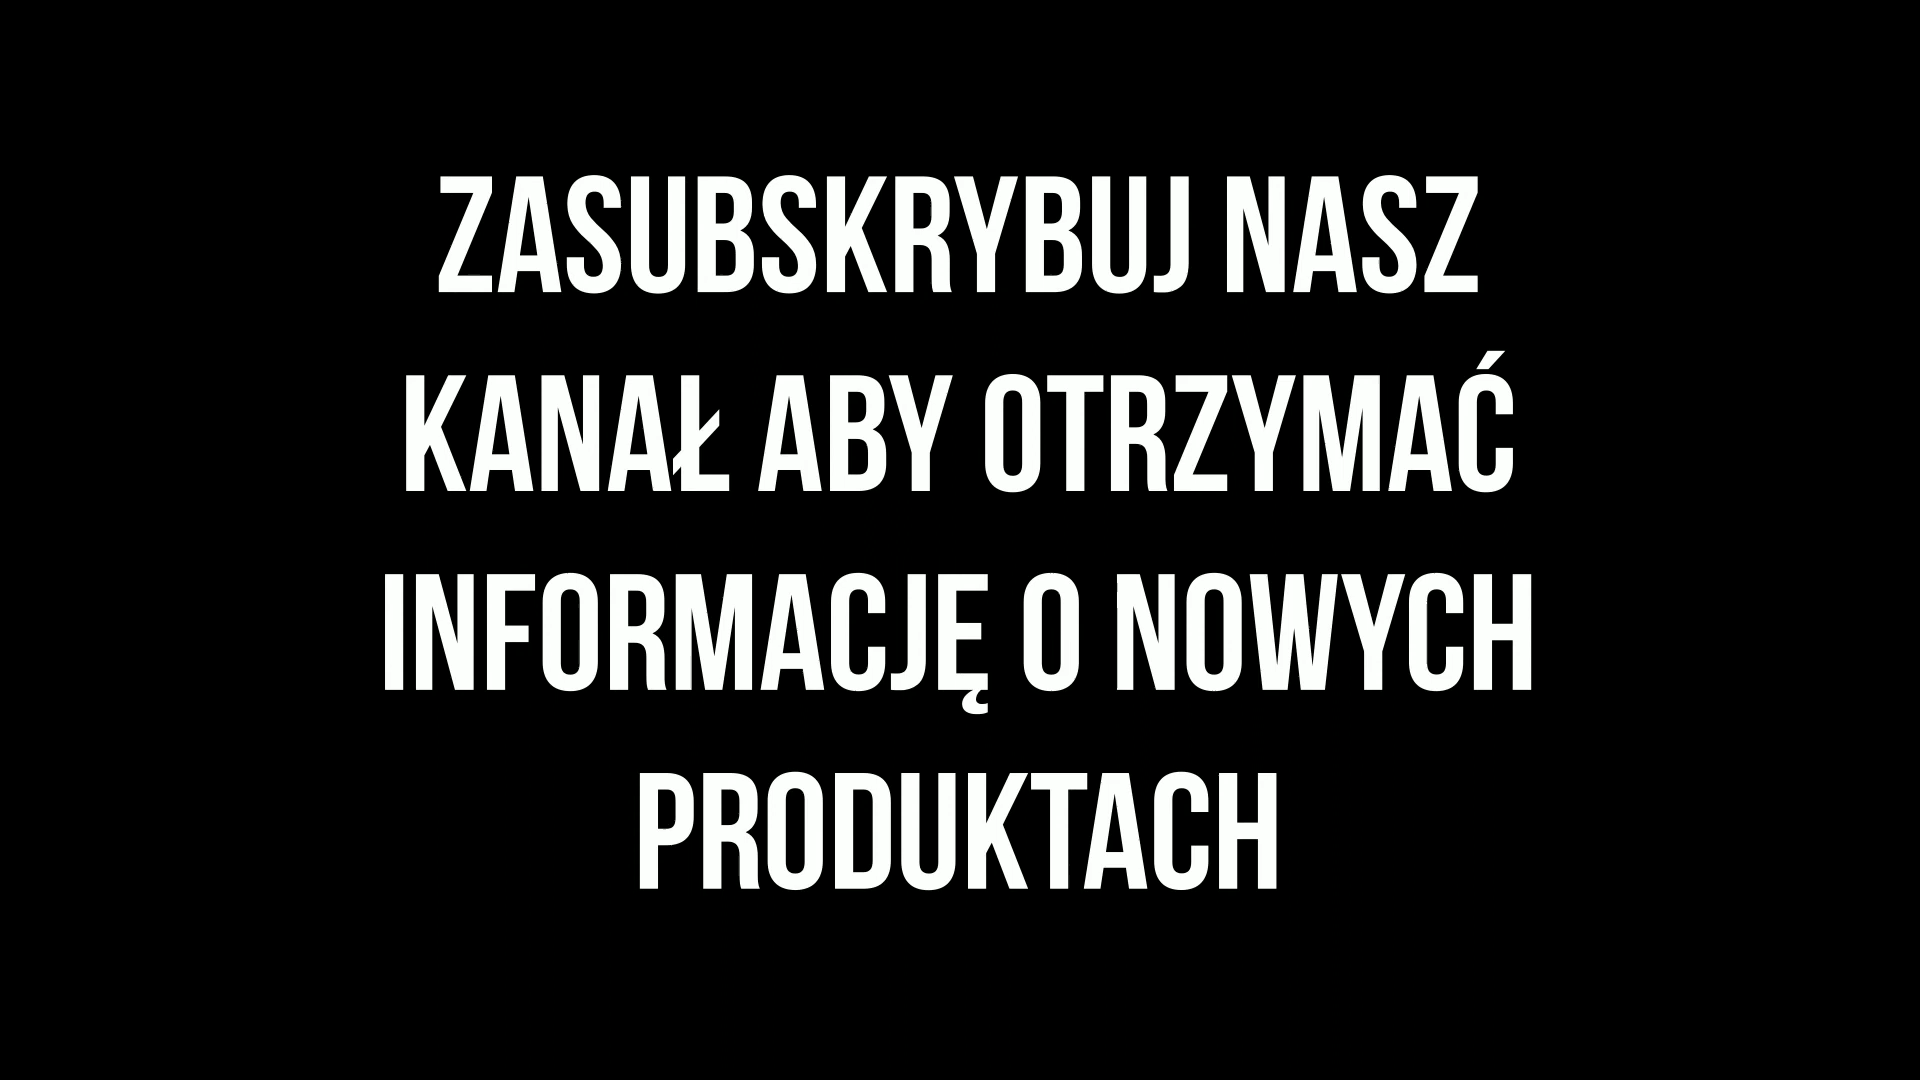 ZASUBSKRYBUJ NASZ
KANAŁ ABY OTRZYMAĆ
INFORMACJĘ O NOWYCH
PRODUKTACH